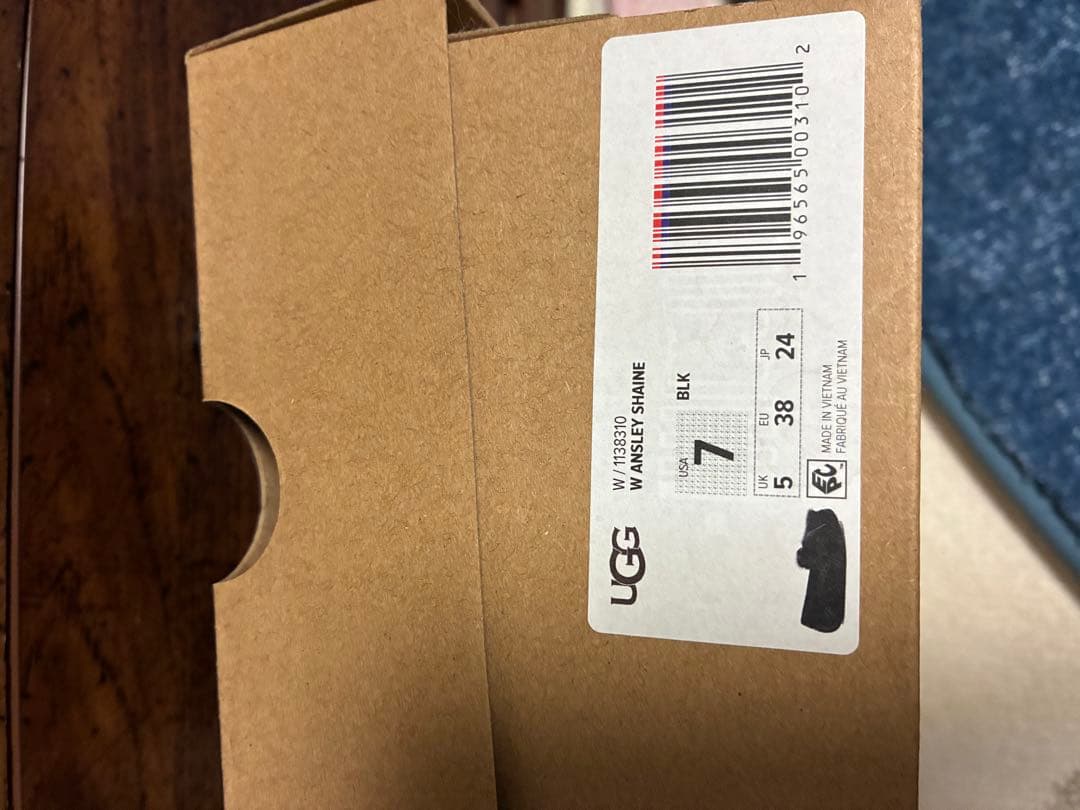 UGG
W / 1138310
W ANSLEY SHAINE
USA
7
BLK
UK EU JP
5 38 24
MADE IN VIETNAM
FABRIQUÉ AU VIETNAM
1 96565 00310 2